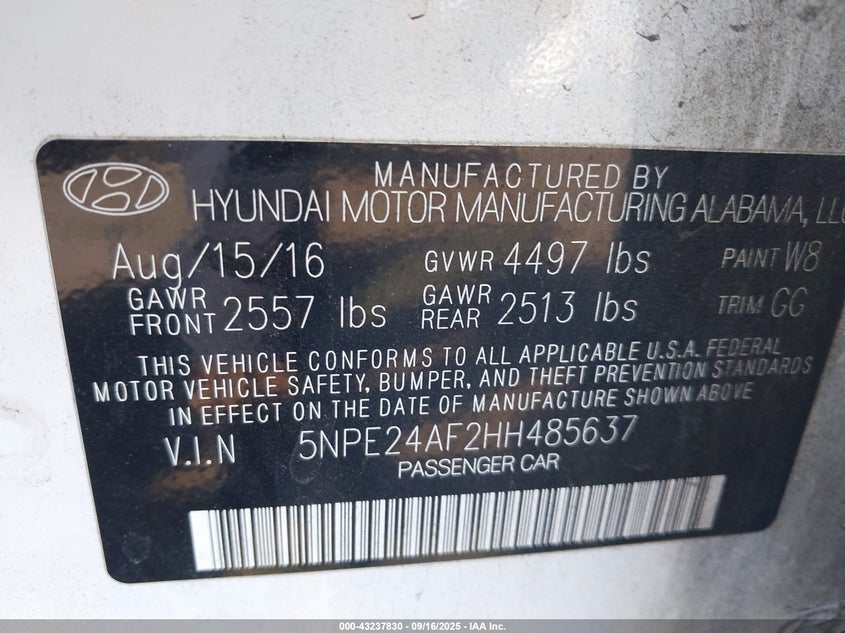 MANUFACTURED BY
HYUNDAI MOTOR MANUFACTURING ALABAMA, LLC
Aug/15/16 GVWR 4497 lbs PAINT W8
GAWR FRONT 2557 lbs GAWR REAR 2513 lbs TRIM GG
THIS VEHICLE CONFORMS TO ALL APPLICABLE U.S.A. FEDERAL
MOTOR VEHICLE SAFETY, BUMPER, AND THEFT PREVENTION STANDARDS
IN EFFECT ON THE DATE OF MANUFACTURE SHOWN ABOVE
V.I.N 5NPE24AF2HH485637
PASSENGER CAR
000-43237830 - 09/16/2025 - IAA Inc.